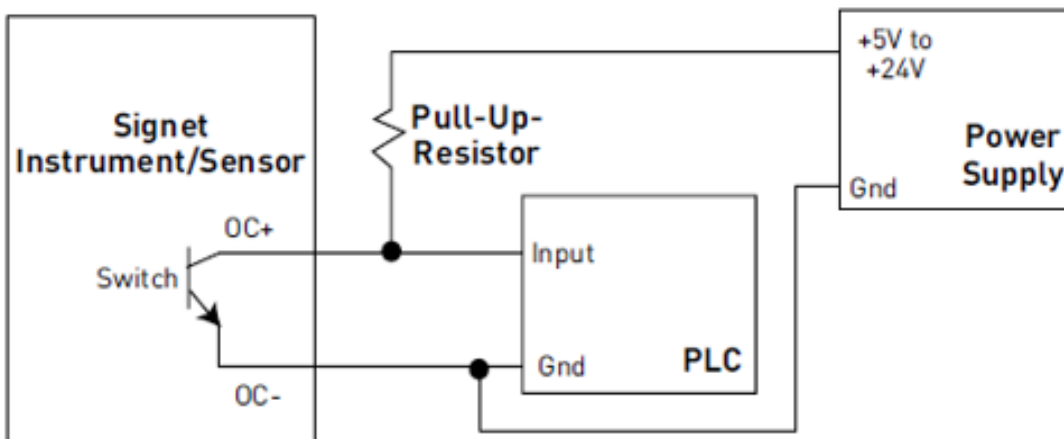 Signet
Instrument/Sensor
OC+
Switch
OC-
Pull-Up-
Resistor
Input
Gnd
PLC
+5V to
+24V
Power
Supply
Gnd